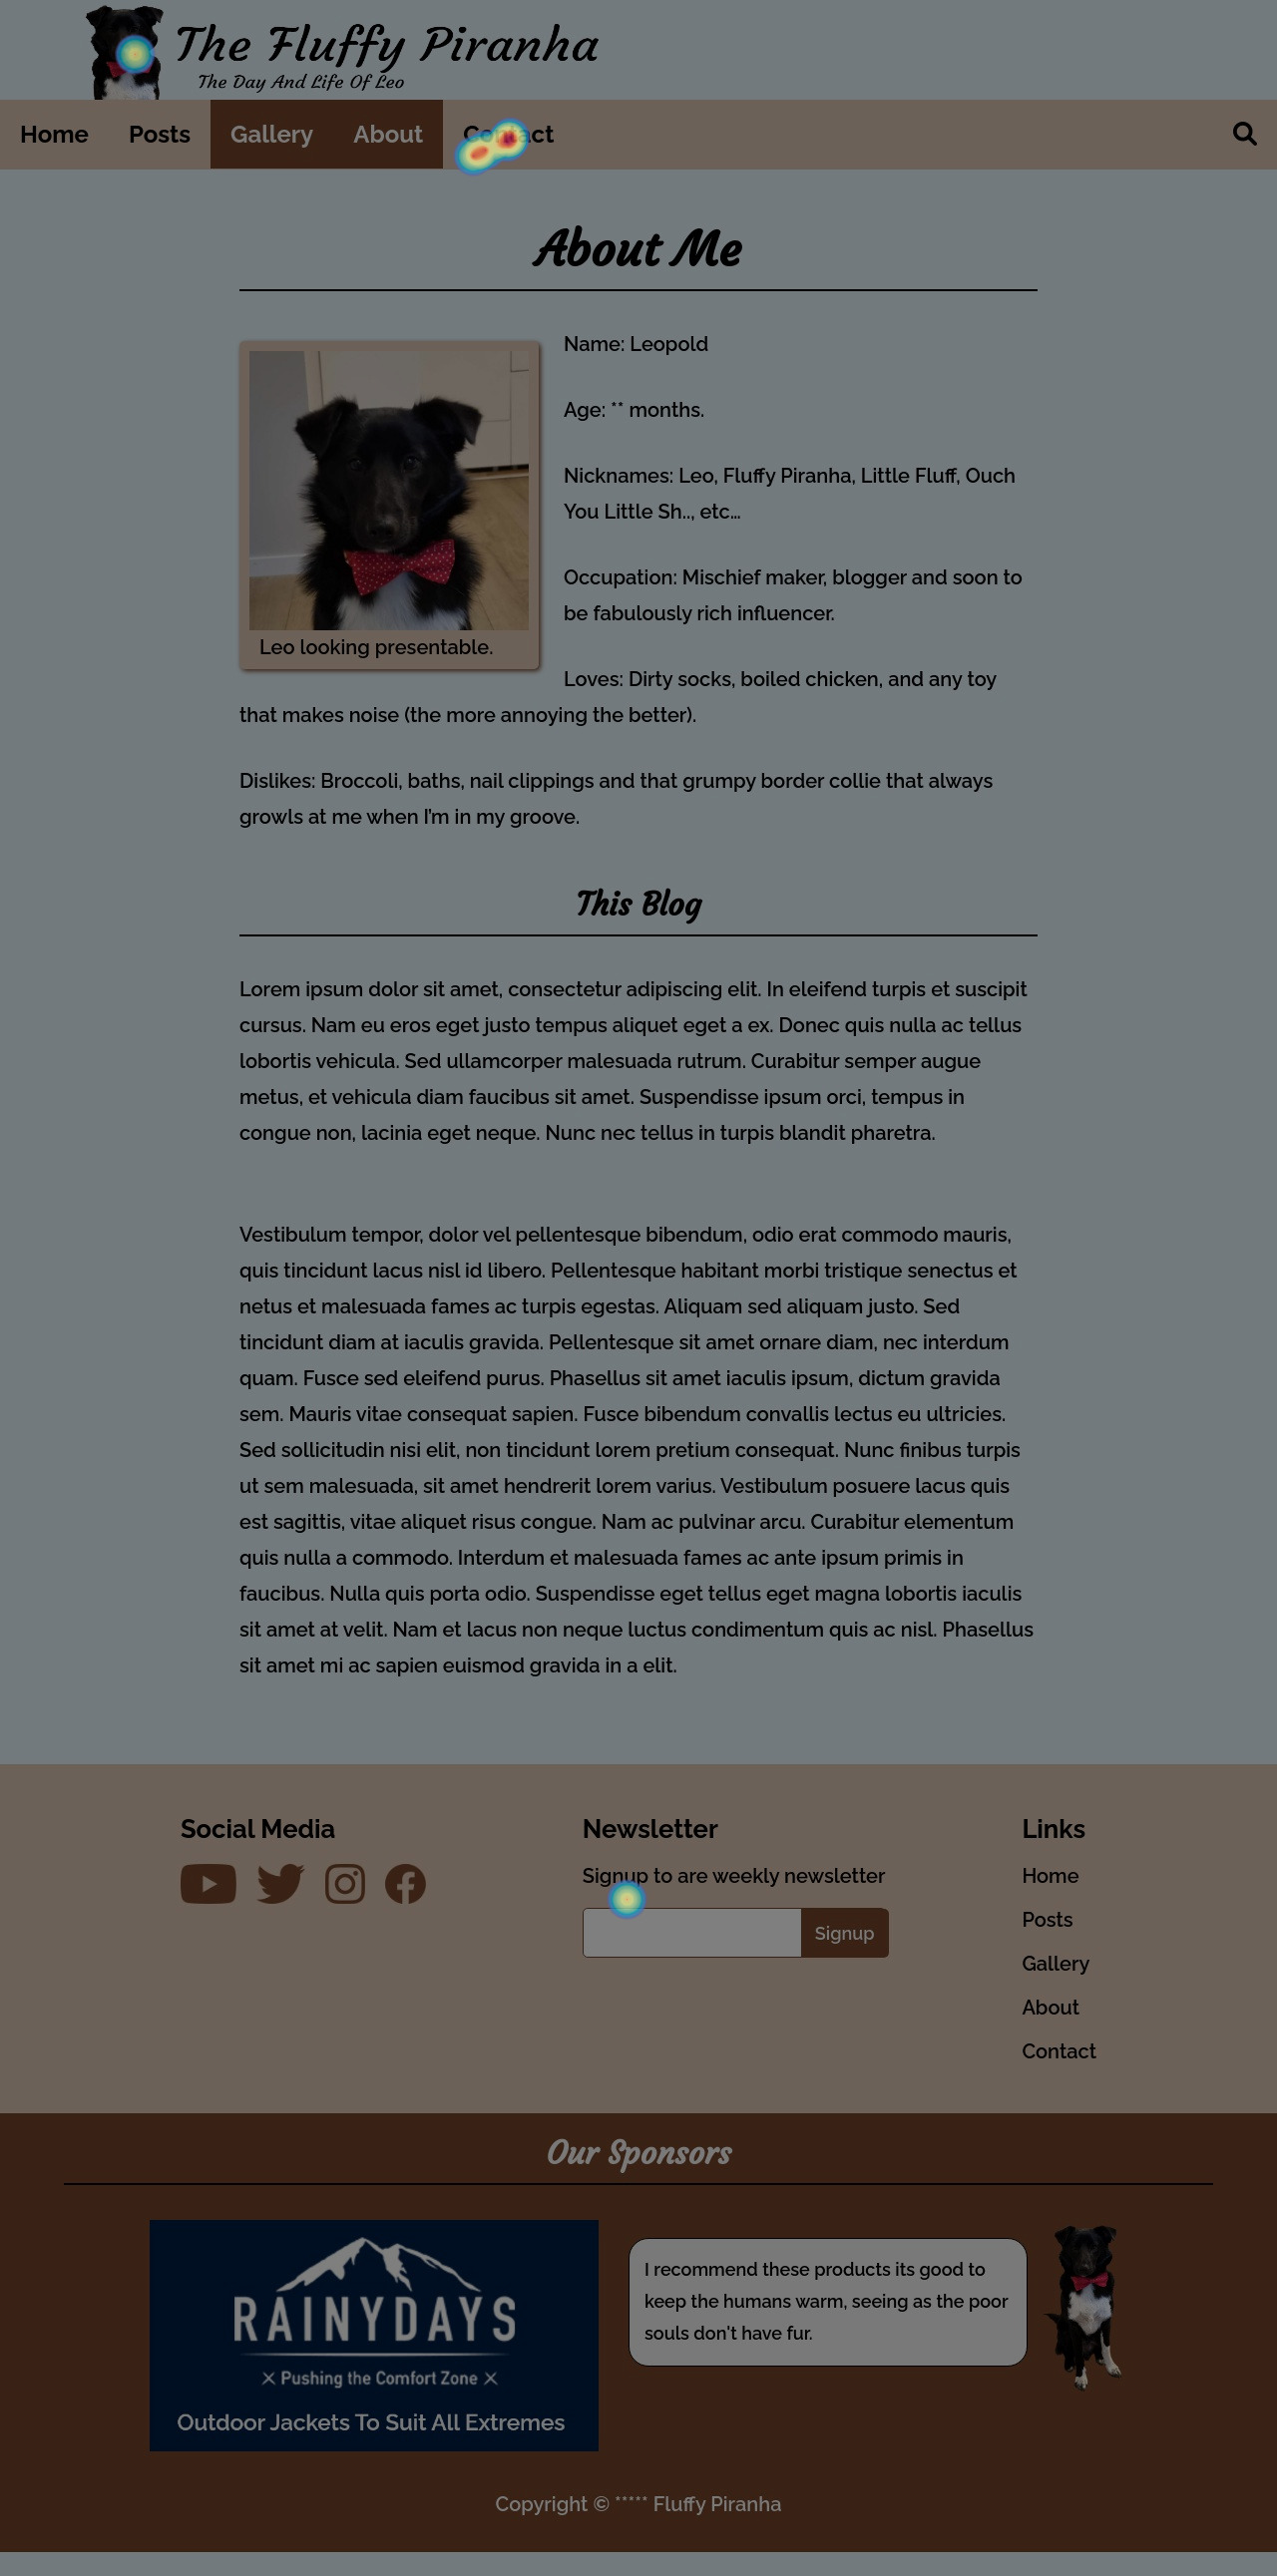 The Fluffy Piranha
The Day And Life Of Leo
Home Posts Gallery About Contact
About Me
Name: Leopold
Age: ** months.
Nicknames: Leo, Fluffy Piranha, Little Fluff, Ouch
You Little Sh.., etc…
Occupation: Mischief maker, blogger and soon to
be fabulously rich influencer.
Leo looking presentable.
Loves: Dirty socks, boiled chicken, and any toy
that makes noise (the more annoying the better).
Dislikes: Broccoli, baths, nail clippings and that grumpy border collie that always
growls at me when I'm in my groove.
This Blog
Lorem ipsum dolor sit amet, consectetur adipiscing elit. In eleifend turpis et suscipit
cursus. Nam eu eros eget justo tempus aliquet eget a ex. Donec quis nulla ac tellus
lobortis vehicula. Sed ullamcorper malesuada rutrum. Curabitur semper augue
metus, et vehicula diam faucibus sit amet. Suspendisse ipsum orci, tempus in
congue non, lacinia eget neque. Nunc nec tellus in turpis blandit pharetra.
Vestibulum tempor, dolor vel pellentesque bibendum, odio erat commodo mauris,
quis tincidunt lacus nisl id libero. Pellentesque habitant morbi tristique senectus et
netus et malesuada fames ac turpis egestas. Aliquam sed aliquam justo. Sed
tincidunt diam at iaculis gravida. Pellentesque sit amet ornare diam, nec interdum
quam. Fusce sed eleifend purus. Phasellus sit amet iaculis ipsum, dictum gravida
sem. Mauris vitae consequat sapien. Fusce bibendum convallis lectus eu ultricies.
Sed sollicitudin nisi elit, non tincidunt lorem pretium consequat. Nunc finibus turpis
ut sem malesuada, sit amet hendrerit lorem varius. Vestibulum posuere lacus quis
est sagittis, vitae aliquet risus congue. Nam ac pulvinar arcu. Curabitur elementum
quis nulla a commodo. Interdum et malesuada fames ac ante ipsum primis in
faucibus. Nulla quis porta odio. Suspendisse eget tellus eget magna lobortis iaculis
sit amet at velit. Nam et lacus non neque luctus condimentum quis ac nisl. Phasellus
sit amet mi ac sapien euismod gravida in a elit.
Social Media
Newsletter
Signup to are weekly newsletter
Signup
Links
Home
Posts
Gallery
About
Contact
Our Sponsors
RAINYDAYS
Pushing the Comfort Zone
Outdoor Jackets To Suit All Extremes
I recommend these products its good to
keep the humans warm, seeing as the poor
souls don't have fur.
Copyright © ***** Fluffy Piranha